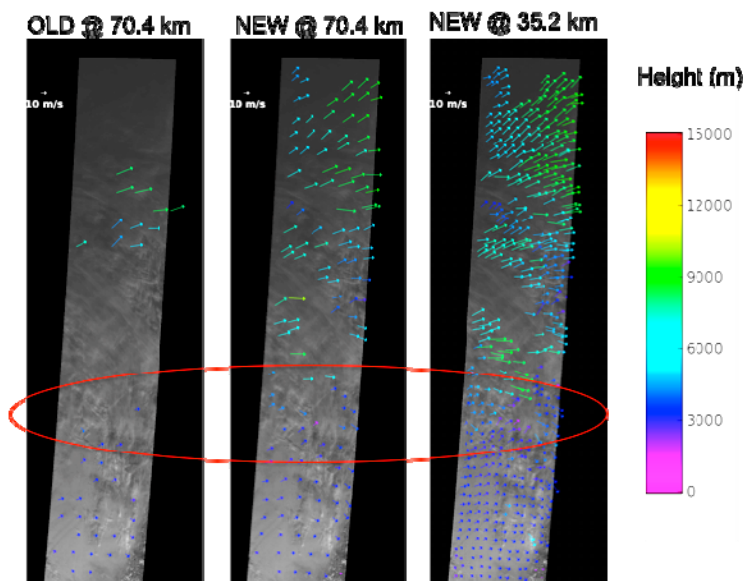 OLD @ 70.4 km
NEW @ 70.4 km
NEW @ 35.2 km
10 m/s
10 m/s
10 m/s
Height (m)
15000
12000
9000
6000
3000
0